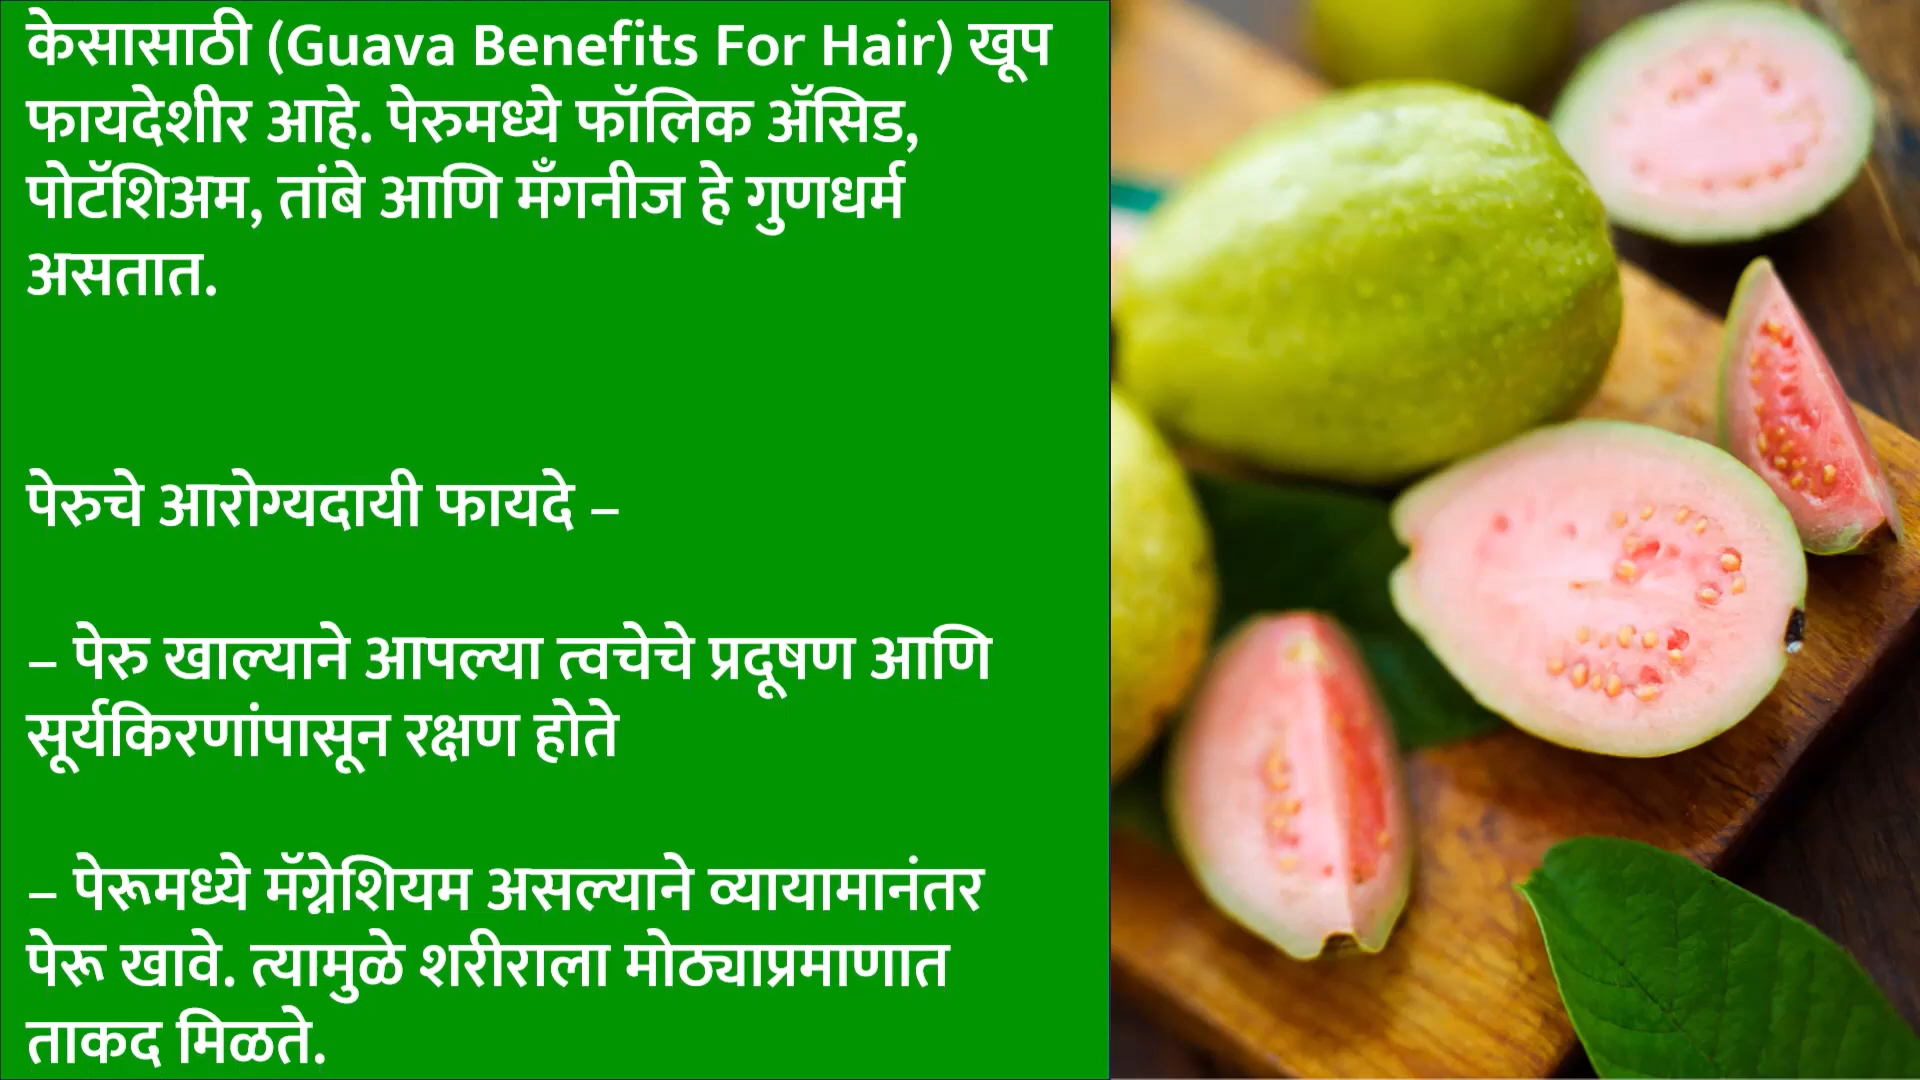 केसासाठी (Guava Benefits For Hair) खूप
फायदेशीर आहे. पेरुमध्ये फॉलिक ॲसिड,
पोटॅशिअम, तांबे आणि मँगनीज हे गुणधर्म
असतात.
पेरुचे आरोग्यदायी फायदे –
– पेरु खाल्याने आपल्या त्वचेचे प्रदूषण आणि
सूर्यकिरणांपासून रक्षण होते
– पेरूमध्ये मॅग्नेशियम असल्याने व्यायामानंतर
पेरू खावे. त्यामुळे शरीराला मोठ्याप्रमाणात
ताकद मिळते.